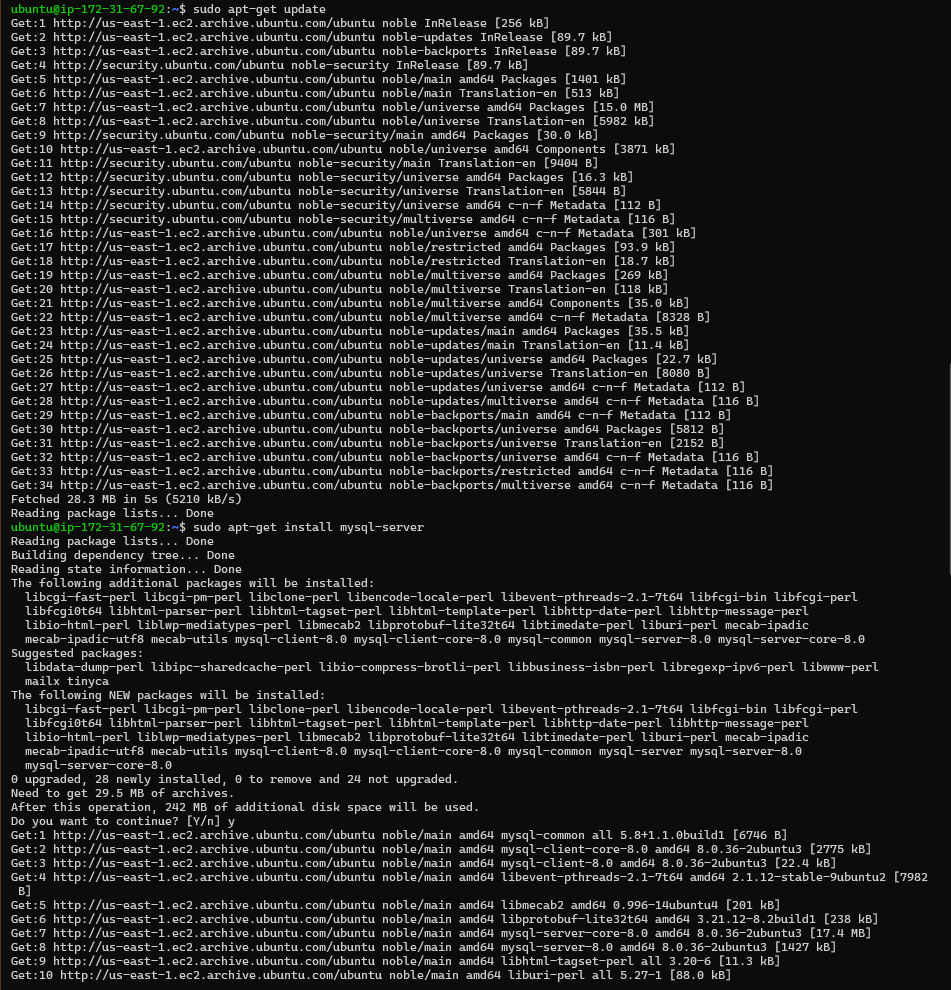 ubuntu@ip-172-31-67-92:~$ sudo apt-get update
Get:1 http://us-east-1.ec2.archive.ubuntu.com/ubuntu noble InRelease [256 kB]
Get:2 http://us-east-1.ec2.archive.ubuntu.com/ubuntu noble-updates InRelease [89.7 kB]
Get:3 http://us-east-1.ec2.archive.ubuntu.com/ubuntu noble-backports InRelease [89.7 kB]
Get:4 http://security.ubuntu.com/ubuntu noble-security InRelease [89.7 kB]
Get:5 http://us-east-1.ec2.archive.ubuntu.com/ubuntu noble/main amd64 Packages [1401 kB]
Get:6 http://us-east-1.ec2.archive.ubuntu.com/ubuntu noble/main Translation-en [513 kB]
Get:7 http://us-east-1.ec2.archive.ubuntu.com/ubuntu noble/universe amd64 Packages [15.0 MB]
Get:8 http://us-east-1.ec2.archive.ubuntu.com/ubuntu noble/universe Translation-en [5982 kB]
Get:9 http://security.ubuntu.com/ubuntu noble-security/main amd64 Packages [30.0 kB]
Get:10 http://us-east-1.ec2.archive.ubuntu.com/ubuntu noble/universe amd64 Components [3871 kB]
Get:11 http://security.ubuntu.com/ubuntu noble-security/main Translation-en [9404 B]
Get:12 http://security.ubuntu.com/ubuntu noble-security/universe amd64 Packages [16.3 kB]
Get:13 http://security.ubuntu.com/ubuntu noble-security/universe Translation-en [5844 B]
Get:14 http://security.ubuntu.com/ubuntu noble-security/universe amd64 c-n-f Metadata [112 B]
Get:15 http://security.ubuntu.com/ubuntu noble-security/multiverse amd64 c-n-f Metadata [116 B]
Get:16 http://us-east-1.ec2.archive.ubuntu.com/ubuntu noble/universe amd64 c-n-f Metadata [301 kB]
Get:17 http://us-east-1.ec2.archive.ubuntu.com/ubuntu noble/restricted amd64 Packages [93.9 kB]
Get:18 http://us-east-1.ec2.archive.ubuntu.com/ubuntu noble/restricted Translation-en [18.7 kB]
Get:19 http://us-east-1.ec2.archive.ubuntu.com/ubuntu noble/multiverse amd64 Packages [269 kB]
Get:20 http://us-east-1.ec2.archive.ubuntu.com/ubuntu noble/multiverse Translation-en [118 kB]
Get:21 http://us-east-1.ec2.archive.ubuntu.com/ubuntu noble/multiverse amd64 Components [35.0 kB]
Get:22 http://us-east-1.ec2.archive.ubuntu.com/ubuntu noble/multiverse amd64 c-n-f Metadata [8328 B]
Get:23 http://us-east-1.ec2.archive.ubuntu.com/ubuntu noble-updates/main amd64 Packages [35.5 kB]
Get:24 http://us-east-1.ec2.archive.ubuntu.com/ubuntu noble-updates/main Translation-en [11.4 kB]
Get:25 http://us-east-1.ec2.archive.ubuntu.com/ubuntu noble-updates/universe amd64 Packages [22.7 kB]
Get:26 http://us-east-1.ec2.archive.ubuntu.com/ubuntu noble-updates/universe Translation-en [8080 B]
Get:27 http://us-east-1.ec2.archive.ubuntu.com/ubuntu noble-updates/universe amd64 c-n-f Metadata [112 B]
Get:28 http://us-east-1.ec2.archive.ubuntu.com/ubuntu noble-updates/multiverse amd64 c-n-f Metadata [116 B]
Get:29 http://us-east-1.ec2.archive.ubuntu.com/ubuntu noble-backports/main amd64 c-n-f Metadata [112 B]
Get:30 http://us-east-1.ec2.archive.ubuntu.com/ubuntu noble-backports/universe amd64 Packages [5812 B]
Get:31 http://us-east-1.ec2.archive.ubuntu.com/ubuntu noble-backports/universe Translation-en [2152 B]
Get:32 http://us-east-1.ec2.archive.ubuntu.com/ubuntu noble-backports/universe amd64 c-n-f Metadata [116 B]
Get:33 http://us-east-1.ec2.archive.ubuntu.com/ubuntu noble-backports/restricted amd64 c-n-f Metadata [116 B]
Get:34 http://us-east-1.ec2.archive.ubuntu.com/ubuntu noble-backports/multiverse amd64 c-n-f Metadata [116 B]
Fetched 28.3 MB in 5s (5210 kB/s)
Reading package lists... Done
ubuntu@ip-172-31-67-92:~$ sudo apt-get install mysql-server
Reading package lists... Done
Building dependency tree... Done
Reading state information... Done
The following additional packages will be installed:
  libcgi-fast-perl libcgi-pm-perl libclone-perl libencode-locale-perl libevent-pthreads-2.1-7t64 libfcgi-bin libfcgi-perl
  libfcgi0t64 libhtml-parser-perl libhtml-tagset-perl libhtml-template-perl libhttp-date-perl libhttp-message-perl
  libio-html-perl liblwp-mediatypes-perl libmecab2 libprotobuf-lite32t64 libtimedate-perl liburi-perl mecab-ipadic
  mecab-ipadic-utf8 mecab-utils mysql-client-8.0 mysql-client-core-8.0 mysql-common mysql-server-8.0 mysql-server-core-8.0
Suggested packages:
  libdata-dump-perl libipc-sharedcache-perl libio-compress-brotli-perl libbusiness-isbn-perl libregexp-ipv6-perl libwww-perl
  mailx tinyca
The following NEW packages will be installed:
  libcgi-fast-perl libcgi-pm-perl libclone-perl libencode-locale-perl libevent-pthreads-2.1-7t64 libfcgi-bin libfcgi-perl
  libfcgi0t64 libhtml-parser-perl libhtml-tagset-perl libhtml-template-perl libhttp-date-perl libhttp-message-perl
  libio-html-perl liblwp-mediatypes-perl libmecab2 libprotobuf-lite32t64 libtimedate-perl liburi-perl mecab-ipadic
  mecab-ipadic-utf8 mecab-utils mysql-client-8.0 mysql-client-core-8.0 mysql-common mysql-server mysql-server-8.0
  mysql-server-core-8.0
0 upgraded, 28 newly installed, 0 to remove and 24 not upgraded.
Need to get 29.5 MB of archives.
After this operation, 242 MB of additional disk space will be used.
Do you want to continue? [Y/n] y
Get:1 http://us-east-1.ec2.archive.ubuntu.com/ubuntu noble/main amd64 mysql-common all 5.8+1.1.0build1 [6746 B]
Get:2 http://us-east-1.ec2.archive.ubuntu.com/ubuntu noble/main amd64 mysql-client-core-8.0 amd64 8.0.36-2ubuntu3 [2775 kB]
Get:3 http://us-east-1.ec2.archive.ubuntu.com/ubuntu noble/main amd64 mysql-client-8.0 amd64 8.0.36-2ubuntu3 [22.4 kB]
Get:4 http://us-east-1.ec2.archive.ubuntu.com/ubuntu noble/main amd64 libevent-pthreads-2.1-7t64 amd64 2.1.12-stable-9ubuntu2 [7982
 B]
Get:5 http://us-east-1.ec2.archive.ubuntu.com/ubuntu noble/main amd64 libmecab2 amd64 0.996-14ubuntu4 [201 kB]
Get:6 http://us-east-1.ec2.archive.ubuntu.com/ubuntu noble/main amd64 libprotobuf-lite32t64 amd64 3.21.12-8.2build1 [238 kB]
Get:7 http://us-east-1.ec2.archive.ubuntu.com/ubuntu noble/main amd64 mysql-server-core-8.0 amd64 8.0.36-2ubuntu3 [17.4 MB]
Get:8 http://us-east-1.ec2.archive.ubuntu.com/ubuntu noble/main amd64 mysql-server-8.0 amd64 8.0.36-2ubuntu3 [1427 kB]
Get:9 http://us-east-1.ec2.archive.ubuntu.com/ubuntu noble/main amd64 libhtml-tagset-perl all 3.20-6 [11.3 kB]
Get:10 http://us-east-1.ec2.archive.ubuntu.com/ubuntu noble/main amd64 liburi-perl all 5.27-1 [88.0 kB]